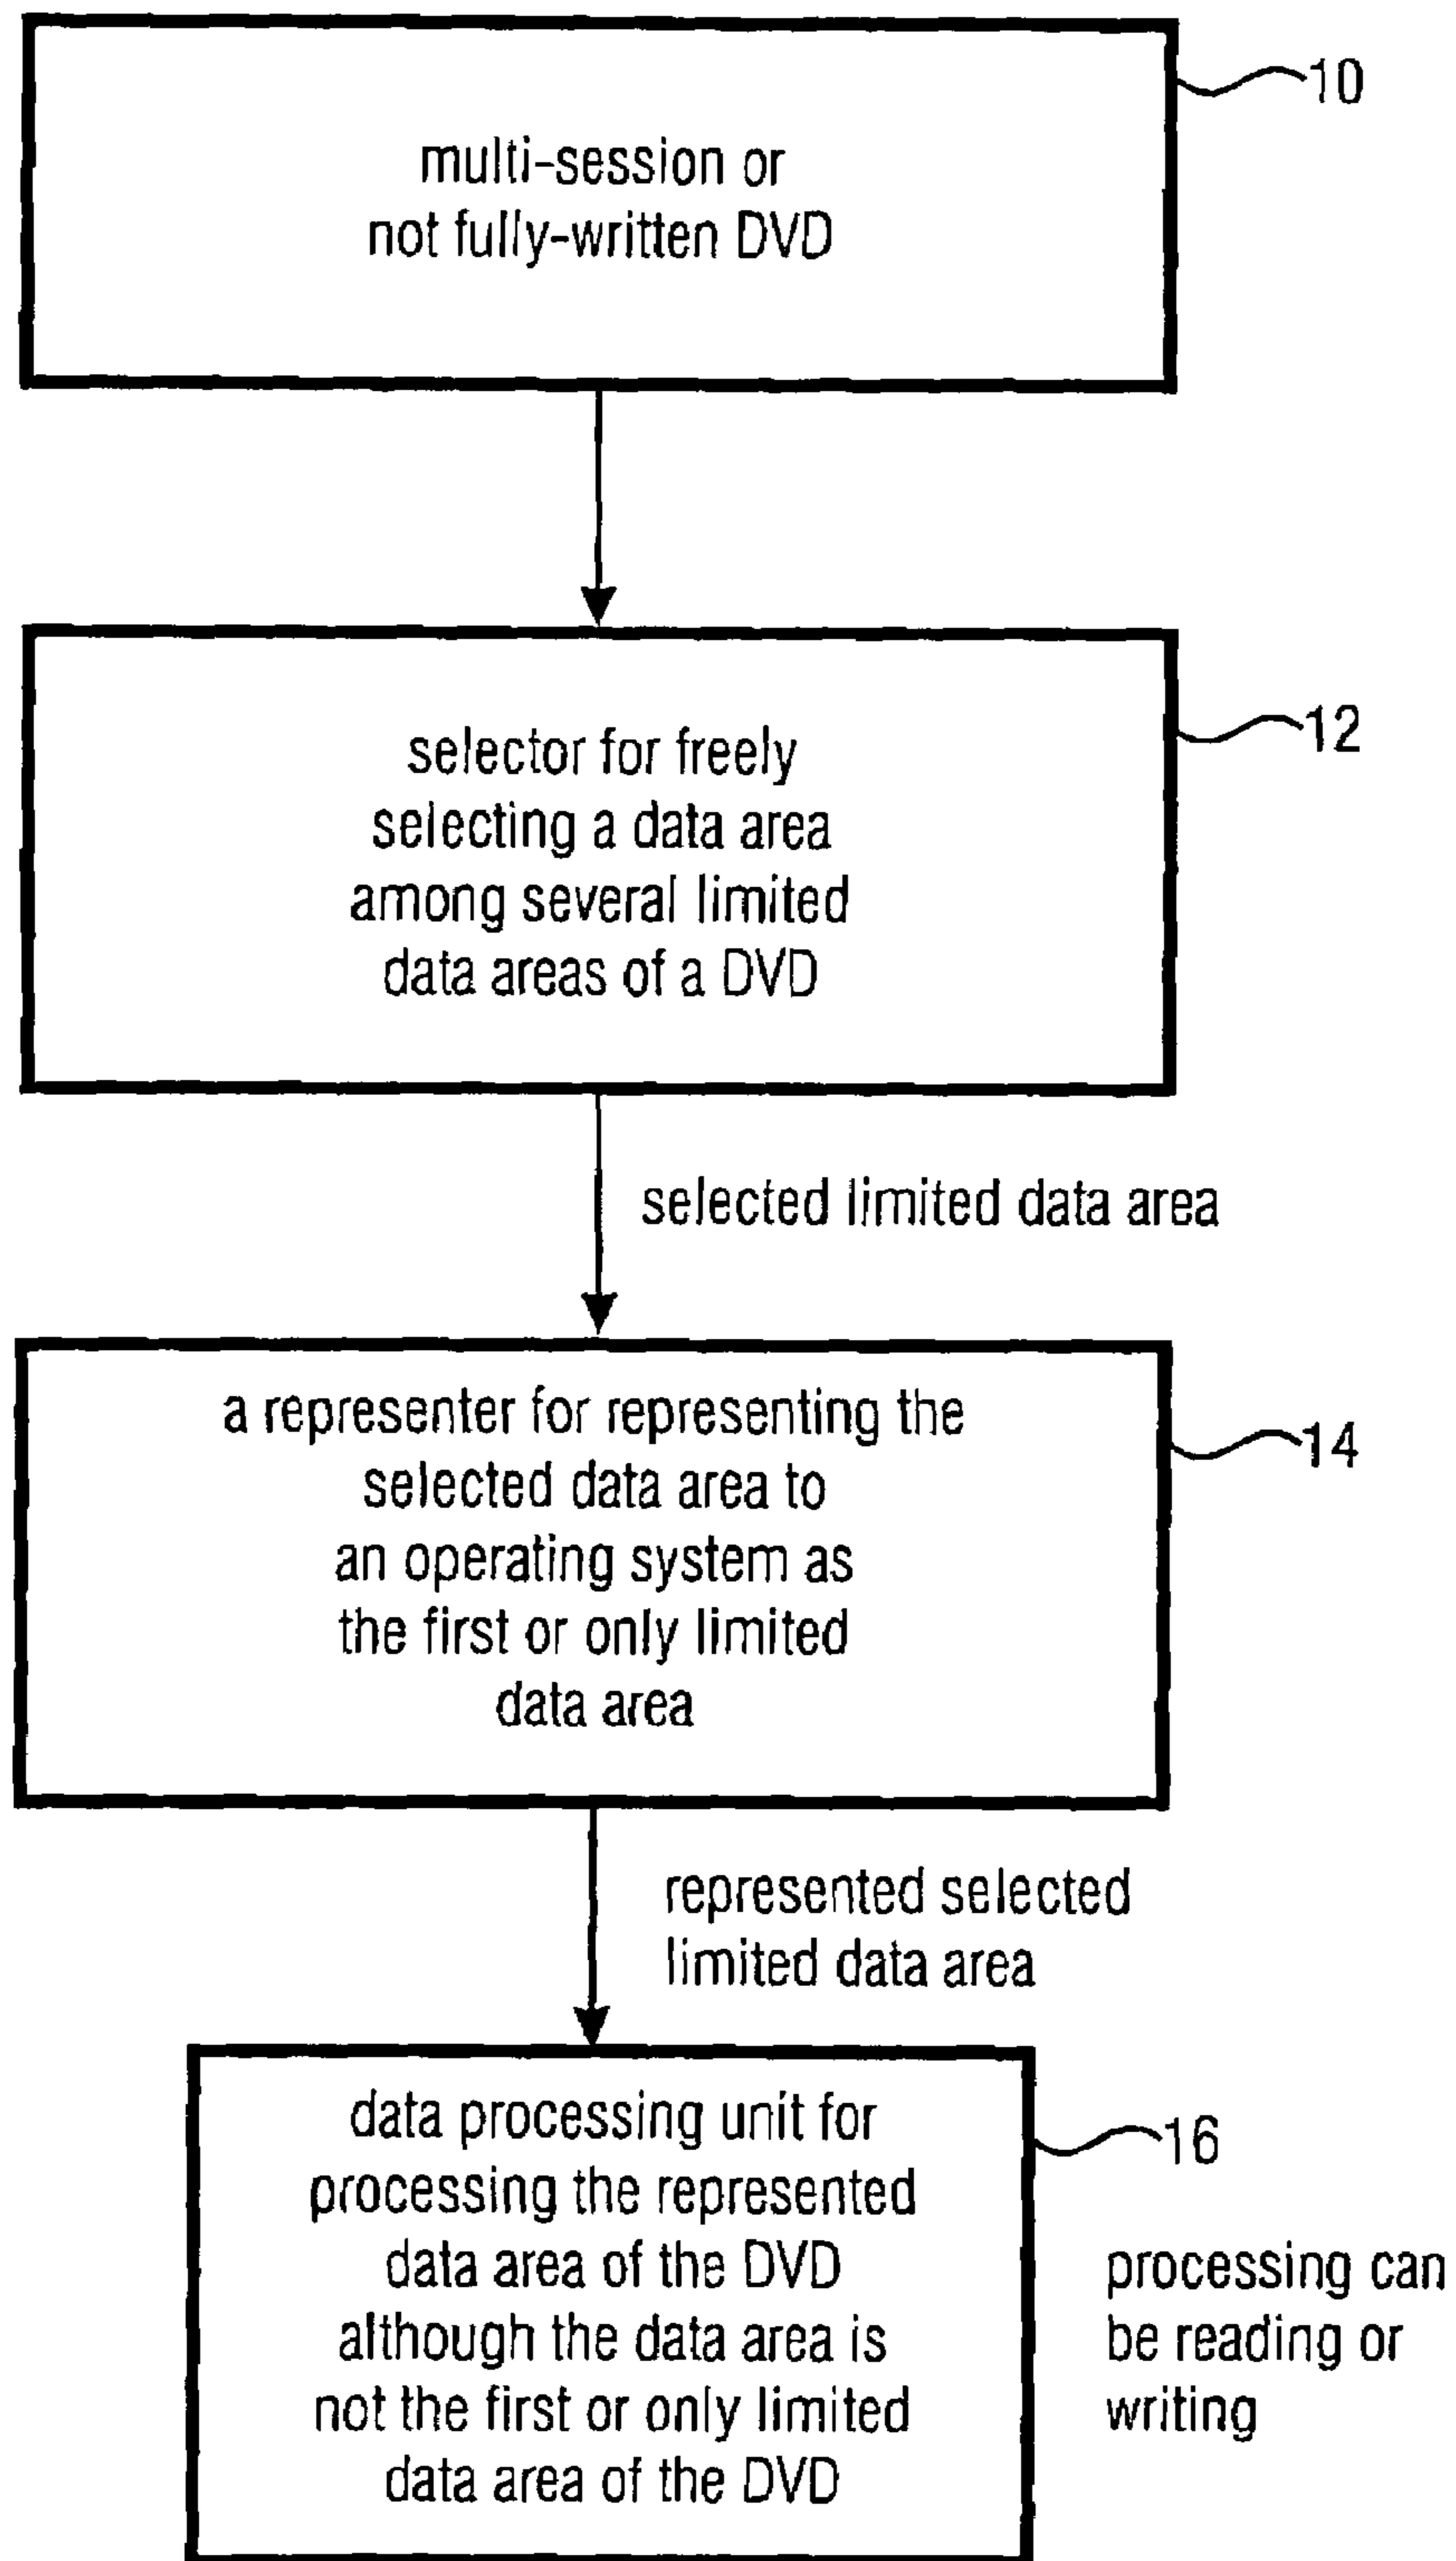 10
multi-session or
not fully-written DVD
12
selector for freely
selecting a data area
among several limited
data areas of a DVD
selected limited data area
a representer for representing the
14
selected data area to
an operating system as
the first or only limited
data area
represented selected
limited data area
data processing unit for
16
processing the represented
data area of the DVD
although the data area is
not the first or only limited
data area of the DVD
processing can
be reading or
writing